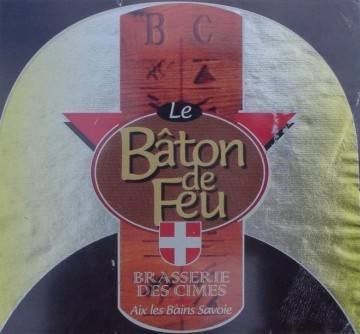 B C
Le
Bâton
de
Feu
BRASSERIE
DES CIMES
Aix les Bains Savoie